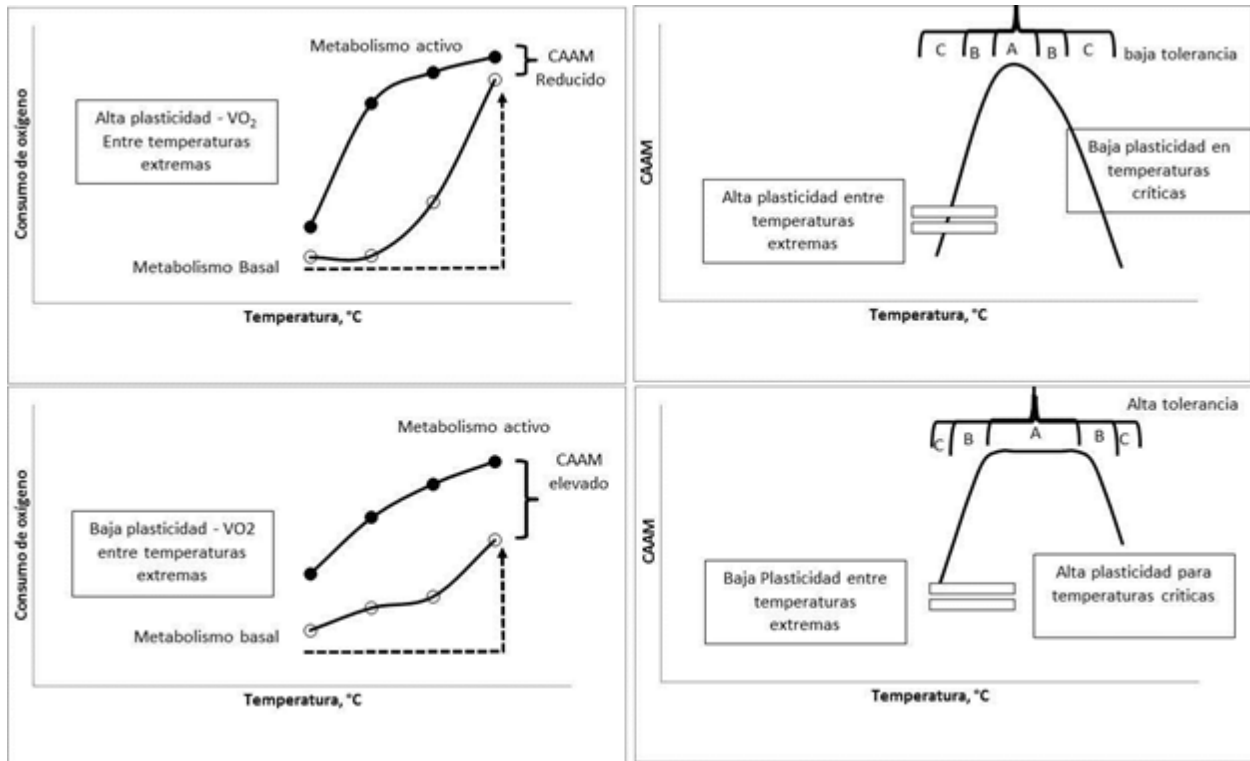 Consumo de oxígeno
Metabolismo activo
CAAM
Reducido
Alta plasticidad - VO₂
Entre temperaturas
extremas
Metabolismo Basal
Temperatura, °C
CAAM
C B A B C
baja tolerancia
Baja plasticidad en
temperaturas
críticas
Alta plasticidad entre
temperaturas
extremas
Temperatura, °C
Consumo de oxígeno
Metabolismo activo
CAAM
elevado
Baja plasticidad - VO2
entre temperaturas
extremas
Metabolismo basal
Temperatura, °C
CAAM
Alta tolerancia
C B A B C
Baja Plasticidad entre
temperaturas
extremas
Alta plasticidad para
temperaturas criticas
Temperatura, °C